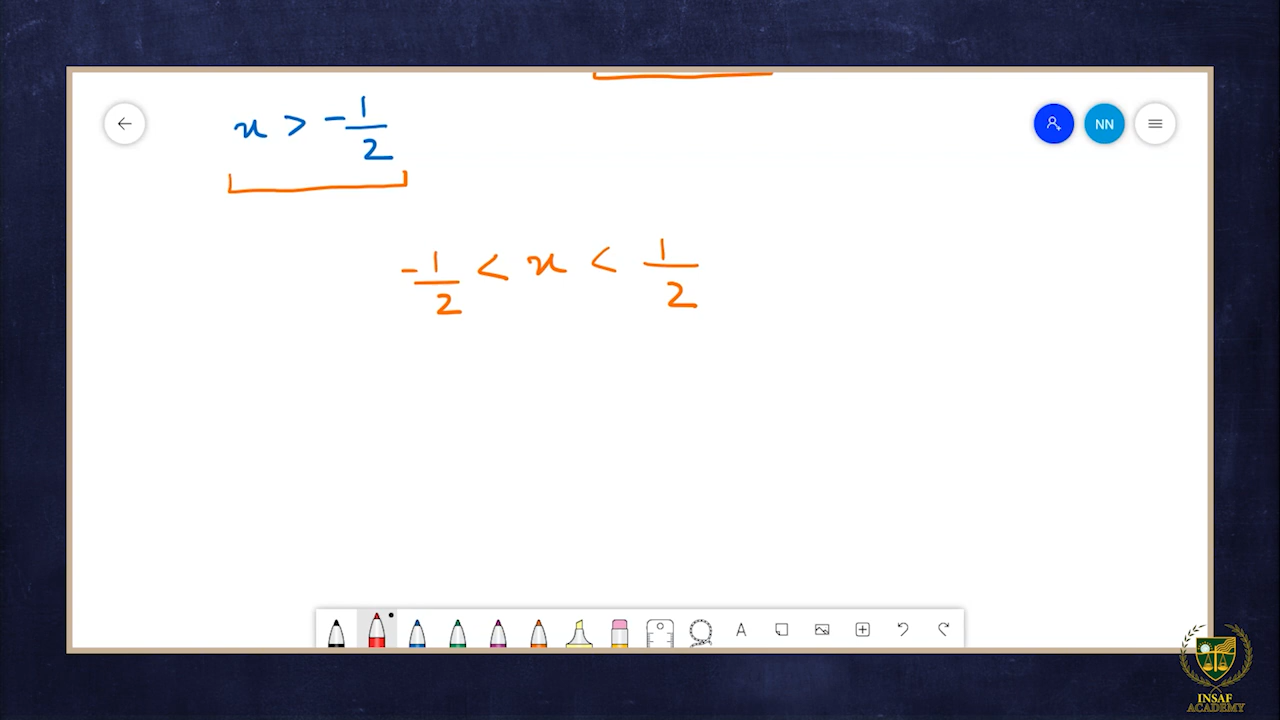 x > -1/2
NN
-1/2 < x < 1/2
A
INSAF
ACADEMY